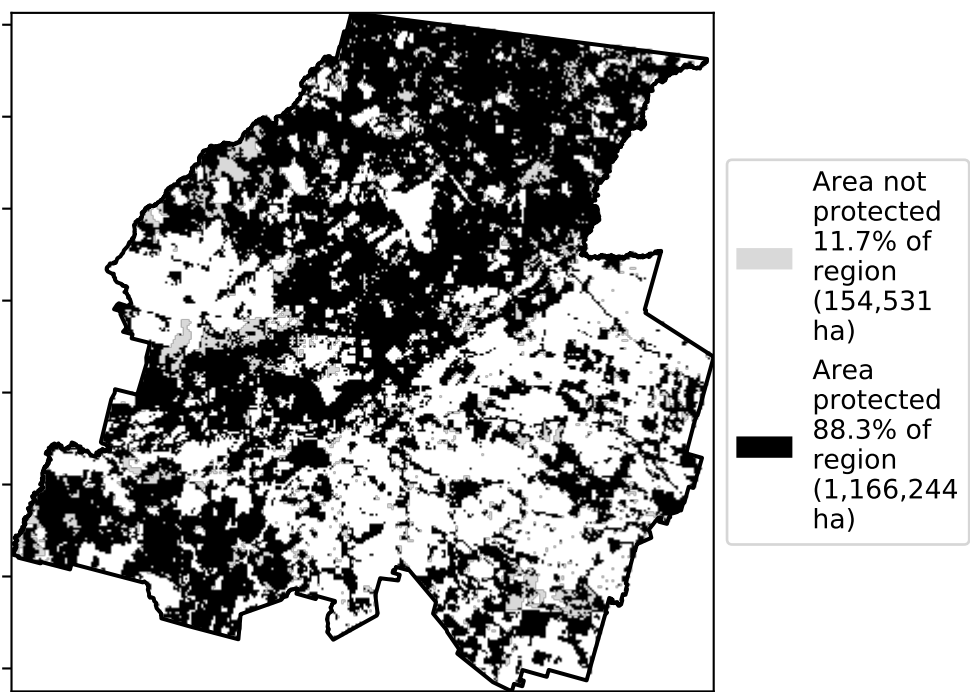 Area not
protected
11.7% of
region
(154,531
ha)
Area
protected
88.3% of
region
(1,166,244
ha)